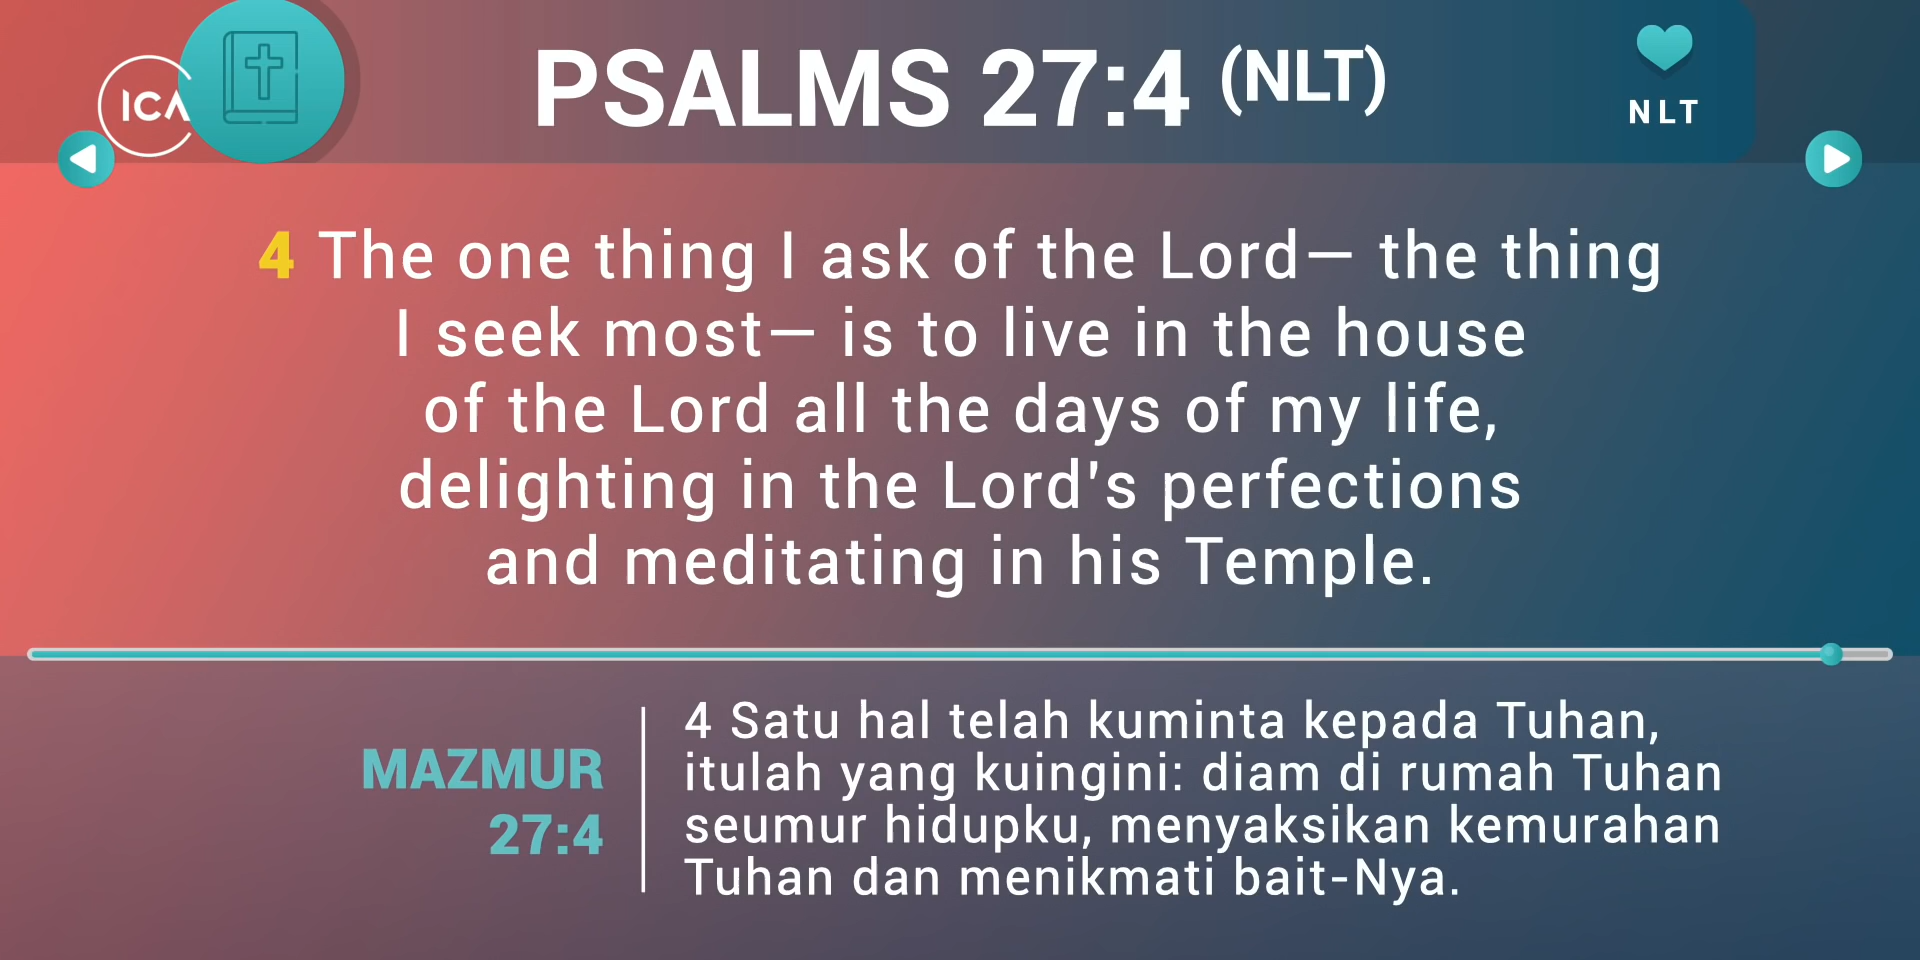 ICA
PSALMS 27:4 (NLT)
NLT
4 The one thing I ask of the Lord— the thing
I seek most— is to live in the house
of the Lord all the days of my life,
delighting in the Lord's perfections
and meditating in his Temple.
MAZMUR
27:4
4 Satu hal telah kuminta kepada Tuhan,
itulah yang kuingini: diam di rumah Tuhan
seumur hidupku, menyaksikan kemurahan
Tuhan dan menikmati bait-Nya.